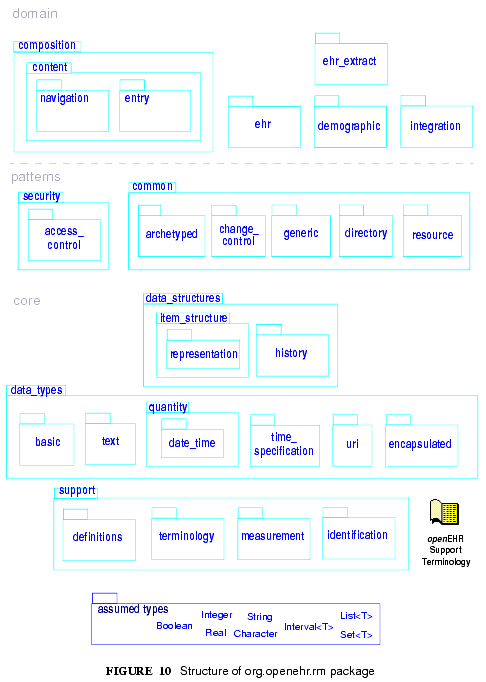 domain
composition
content
navigation
entry
ehr_extract
ehr
demographic
integration
patterns
security
access_
control
common
archetyped
change_
control
generic
directory
resource
core
data_structures
item_structure
representation
history
data_types
basic
text
quantity
date_time
time_
specification
uri
encapsulated
support
definitions
terminology
measurement
identification
openEHR
Support
Terminology
assumed types
Boolean
Integer
Real
String
Character
Interval<T>
List<T>
Set<T>
FIGURE 10 Structure of org.openehr.rm package